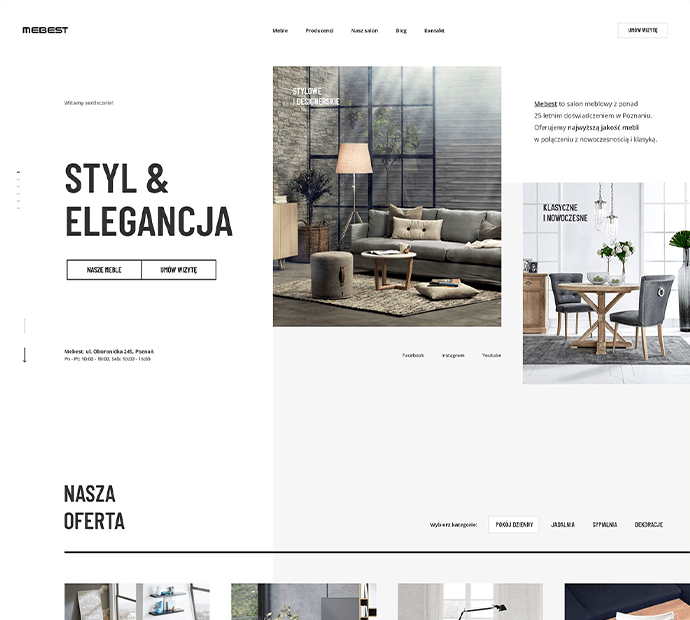 MEBEST
Meble
Producenci
Nasz salon
Blog
Kontakt
UMÓW WIZYTĘ
Witamy serdecznie!
STYL &
ELEGANCJA
NASZE MEBLE
UMÓW WIZYTĘ
Mebest: ul. Obornicka 245, Poznań
Pn - Pt: 10:00 - 19:00; Sob: 10:00 - 16:00
STYLOWE
I DESIGNERSKIE
Mebest to salon meblowy z ponad
25 letnim doświadczeniem w Poznaniu.
Oferujemy najwyższą jakość mebli
w połączeniu z nowoczesnością i klasyką.
KLASYCZNE
I NOWOCZESNE
Facebook
Instagram
Youtube
NASZA
OFERTA
Wybierz kategorię:
POKÓJ DZIENNY
JADALNIA
SYPIALNIA
DEKORACJE